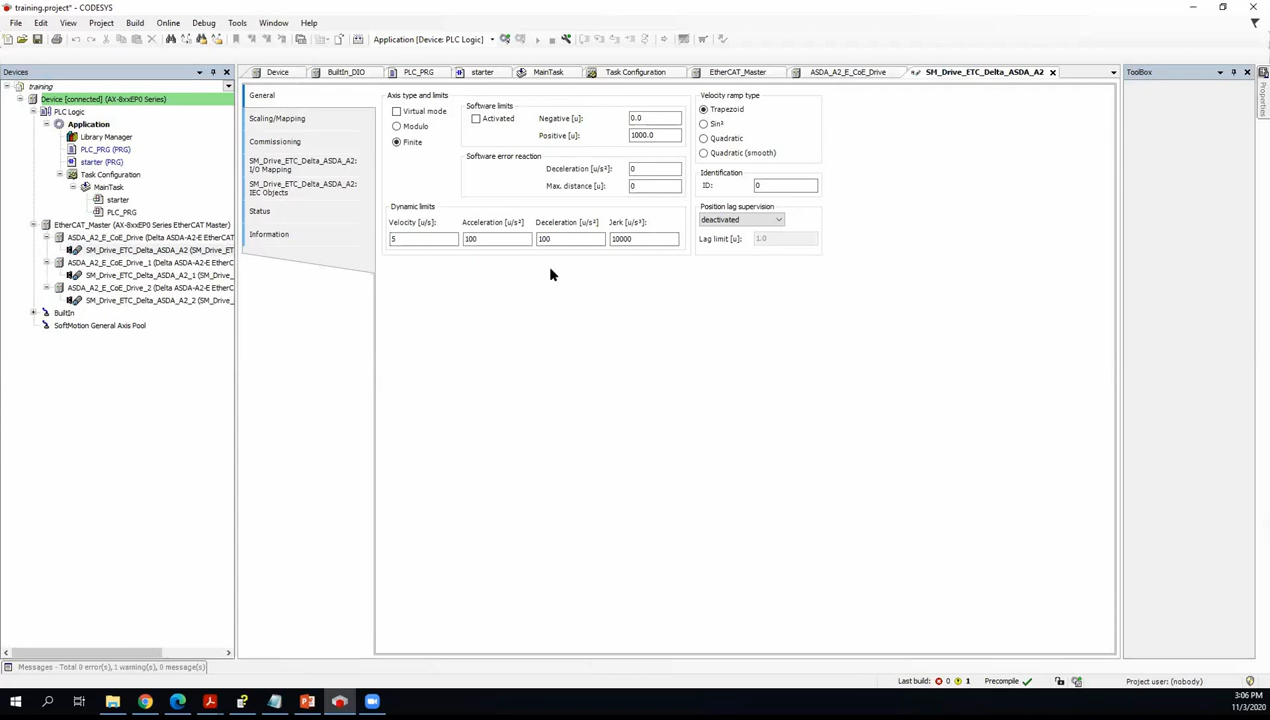 training.project* - CODESYS
File Edit View Project Build Online Debug Tools Window Help
Application [Device: PLC Logic]
Devices
training
Device [connected] (AX-8xxEP0 Series)
PLC Logic
Application
Library Manager
PLC_PRG (PRG)
starter (PRG)
Task Configuration
MainTask
starter
PLC_PRG
EtherCAT_Master (AX-8xxEP0 Series EtherCAT Master)
ASDA_A2_E_CoE_Drive (Delta ASDA-A2-E EtherC
SM_Drive_ETC_Delta_ASDA_A2 (SM_Drive_ET
ASDA_A2_E_CoE_Drive_1 (Delta ASDA-A2-E EtherC
SM_Drive_ETC_Delta_ASDA_A2_1 (SM_Drive_
ASDA_A2_E_CoE_Drive_2 (Delta ASDA-A2-E EtherC
SM_Drive_ETC_Delta_ASDA_A2_2 (SM_Drive_
BuiltIn
SoftMotion General Axis Pool
Device BuiltIn_DIO PLC_PRG starter MainTask Task Configuration EtherCAT_Master ASDA_A2_E_CoE_Drive SM_Drive_ETC_Delta_ASDA_A2
General
Scaling/Mapping
Commissioning
SM_Drive_ETC_Delta_ASDA_A2:
I/O Mapping
SM_Drive_ETC_Delta_ASDA_A2:
IEC Objects
Status
Information
Axis type and limits
Virtual mode
Modulo
Finite
Software limits
Activated Negative [u]: 0.0
Positive [u]: 1000.0
Software error reaction
Deceleration [u/s²]: 0
Max. distance [u]: 0
Dynamic limits
Velocity [u/s]: Acceleration [u/s²] Deceleration [u/s²] Jerk [u/s³]:
5 100 100 10000
Velocity ramp type
Trapezoid
Sin²
Quadratic
Quadratic (smooth)
Identification
ID: 0
Position lag supervision
deactivated
Lag limit [u]: 1.0
ToolBox
Properties
Messages - Total 0 error(s), 1 warning(s), 0 message(s)
Last build: 0 1 Precompile Project user: (nobody)
3:06 PM
11/3/2020